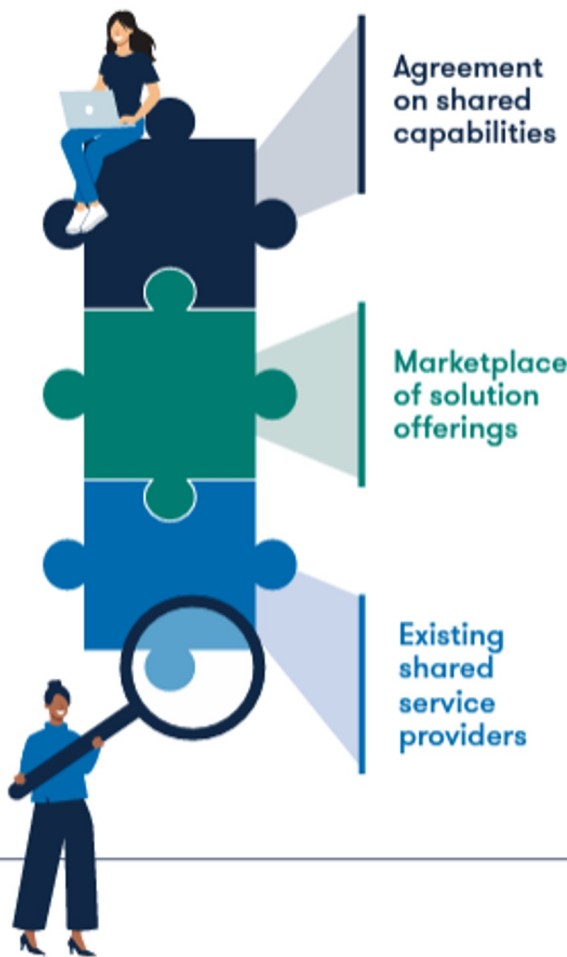 Agreement
on shared
capabilities
Marketplace
of solution
offerings
Existing
shared
service
providers